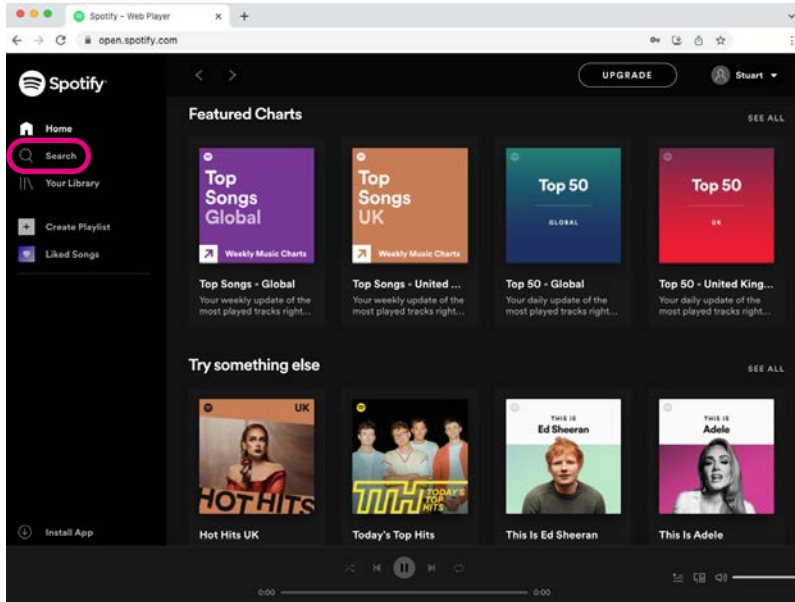 Spotify – Web Player
open.spotify.com
Spotify
UPGRADE
Stuart
Home
Search
Your Library
Create Playlist
Liked Songs
Install App
Featured Charts
SEE ALL
Top
Songs
Global
Weekly Music Charts
Top Songs - Global
Your weekly update of the
most played tracks right...
Top
Songs
UK
Weekly Music Charts
Top Songs - United ...
Your weekly update of the
most played tracks right...
Top 50
GLOBAL
Top 50 - Global
Your daily update of the
most played tracks right...
Top 50
UK
Top 50 - United King...
Your daily update of the
most played tracks right...
Try something else
SEE ALL
UK
HOT HITS
Hot Hits UK
TTH
TODAY'S
TOP
HITS
Today's Top Hits
THIS IS
Ed Sheeran
This Is Ed Sheeran
THIS IS
Adele
This Is Adele
0:00
0:00